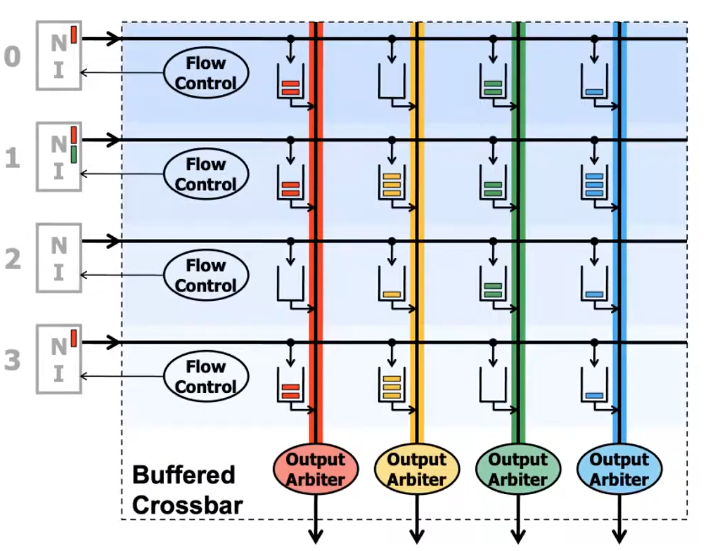 0
N
I
Flow
Control
1
N
I
Flow
Control
2
N
I
Flow
Control
3
N
I
Flow
Control
Buffered
Crossbar
Output
Arbiter
Output
Arbiter
Output
Arbiter
Output
Arbiter